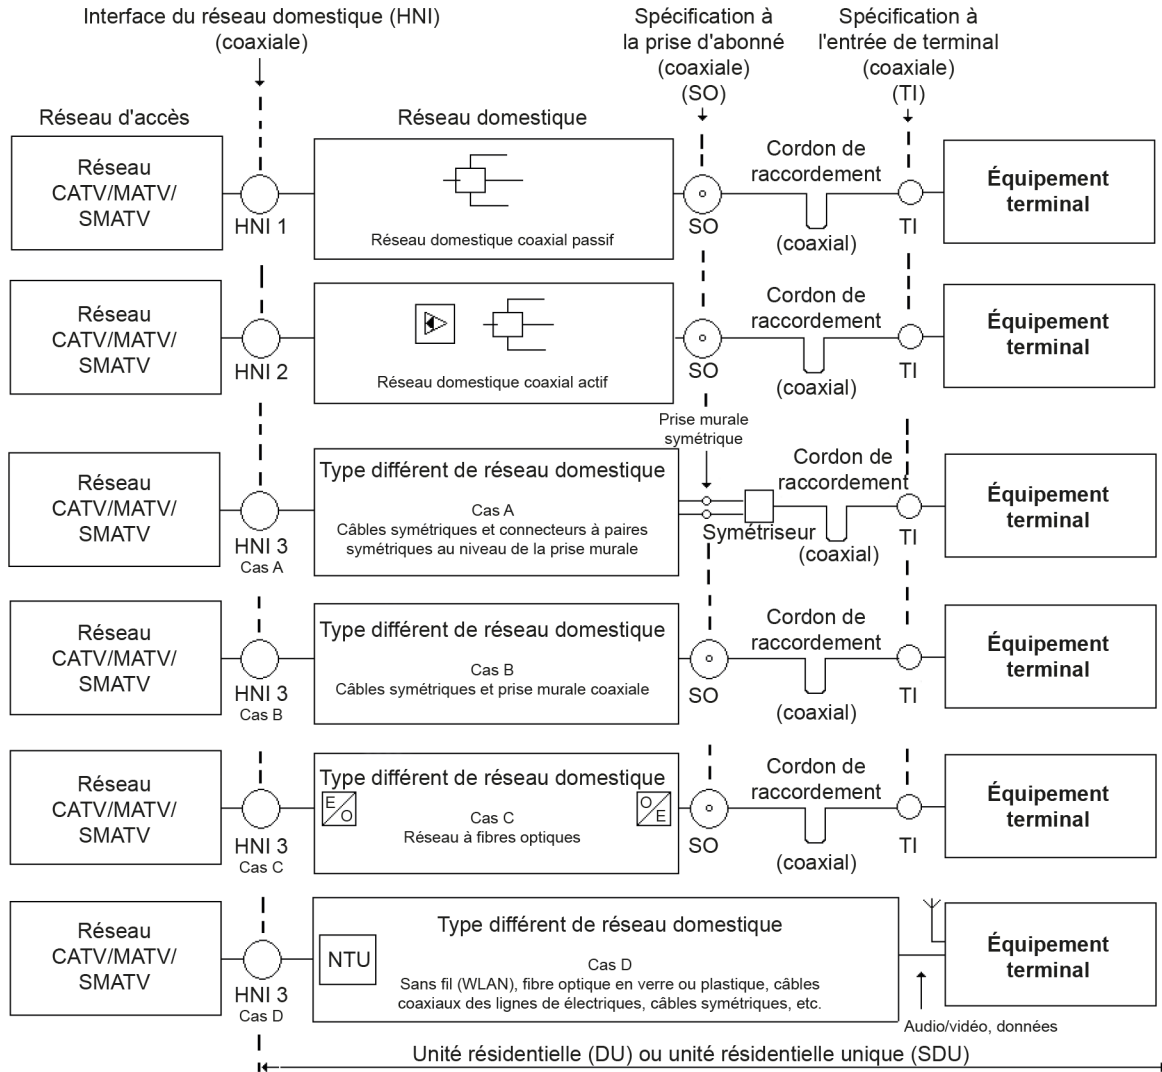 Interface du réseau domestique (HNI)
(coaxiale)
Spécification à
la prise d'abonné
(coaxiale)
(SO)
Spécification à
l'entrée de terminal
(coaxiale)
(TI)
Réseau d'accès
Réseau domestique
Réseau
CATV/MATV/
SMATV
HNI 1
Réseau domestique coaxial passif
SO
Cordon de
raccordement
(coaxial)
TI
Équipement
terminal
Réseau
CATV/MATV/
SMATV
HNI 2
Réseau domestique coaxial actif
SO
Cordon de
raccordement
(coaxial)
TI
Équipement
terminal
Réseau
CATV/MATV/
SMATV
HNI 3
Cas A
Type différent de réseau domestique
Cas A
Câbles symétriques et connecteurs à paires
symétriques au niveau de la prise murale
Prise murale
symétrique
Symétriseur
Cordon de
raccordement
(coaxial)
TI
Équipement
terminal
Réseau
CATV/MATV/
SMATV
HNI 3
Cas B
Type différent de réseau domestique
Cas B
Câbles symétriques et prise murale coaxiale
SO
Cordon de
raccordement
(coaxial)
TI
Équipement
terminal
Réseau
CATV/MATV/
SMATV
HNI 3
Cas C
Type différent de réseau domestique
E
O
Cas C
Réseau à fibres optiques
O
E
SO
Cordon de
raccordement
(coaxial)
TI
Équipement
terminal
Réseau
CATV/MATV/
SMATV
HNI 3
Cas D
NTU
Type différent de réseau domestique
Cas D
Sans fil (WLAN), fibre optique en verre ou plastique, câbles
coaxiaux des lignes de électriques, câbles symétriques, etc.
Équipement
terminal
Audio/vidéo, données
Unité résidentielle (DU) ou unité résidentielle unique (SDU)